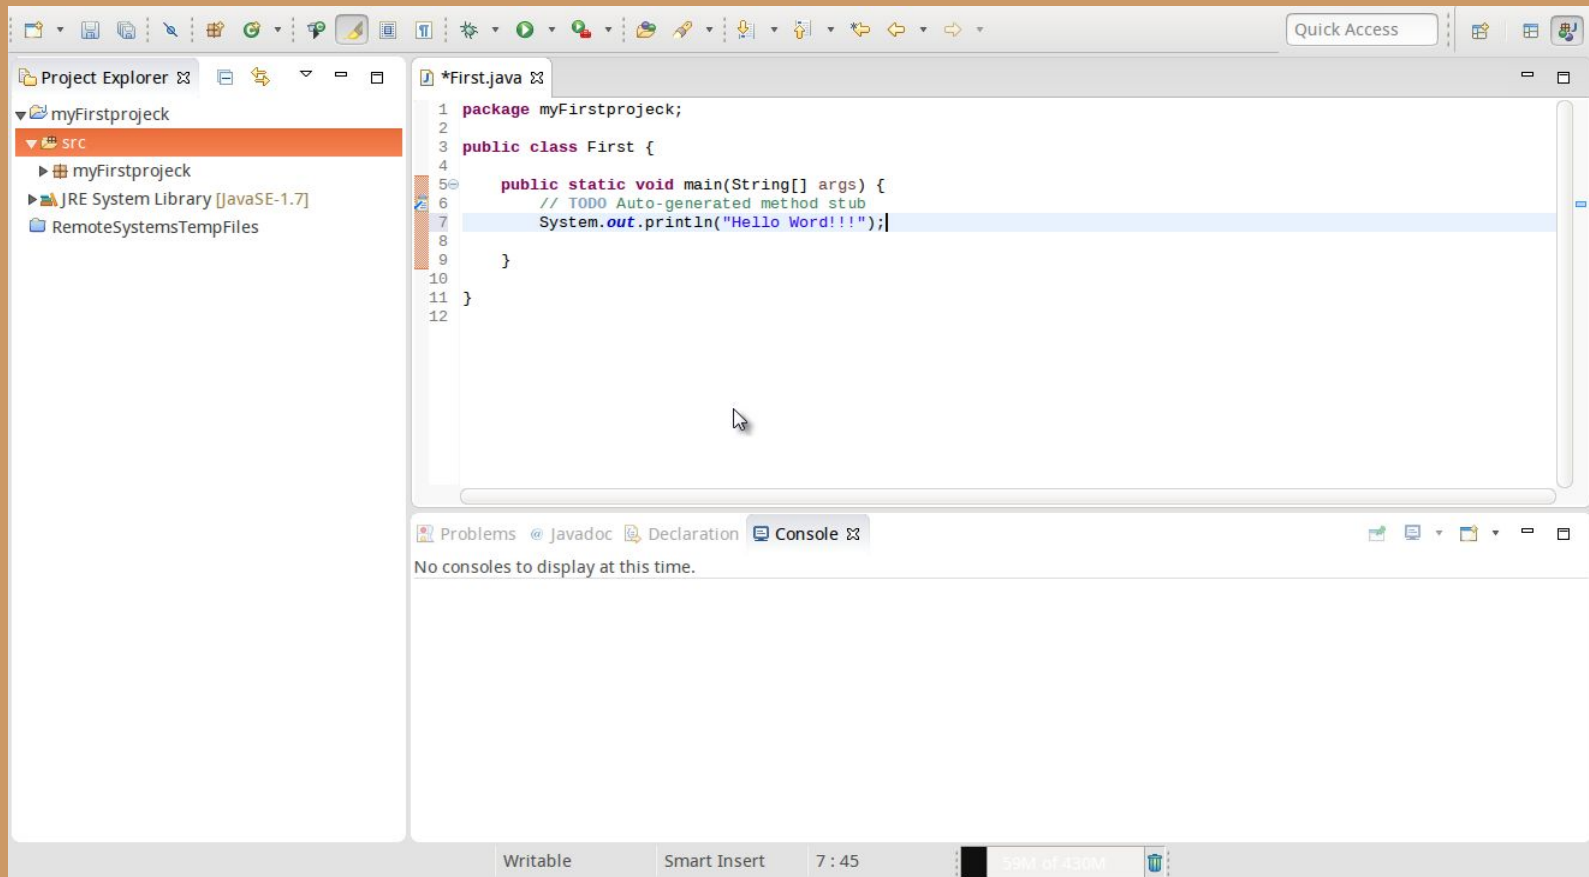 Quick Access
Project Explorer
myFirstprojeck
src
myFirstprojeck
JRE System Library [JavaSE-1.7]
RemoteSystemsTempFiles
*First.java
1 package myFirstprojeck;
2
3 public class First {
4
5 public static void main(String[] args) {
6 // TODO Auto-generated method stub
7 System.out.println("Hello Word!!!");
8
9 }
10
11 }
12
Problems @ Javadoc Declaration Console
No consoles to display at this time.
Writable Smart Insert 7 : 45 59M of 430M